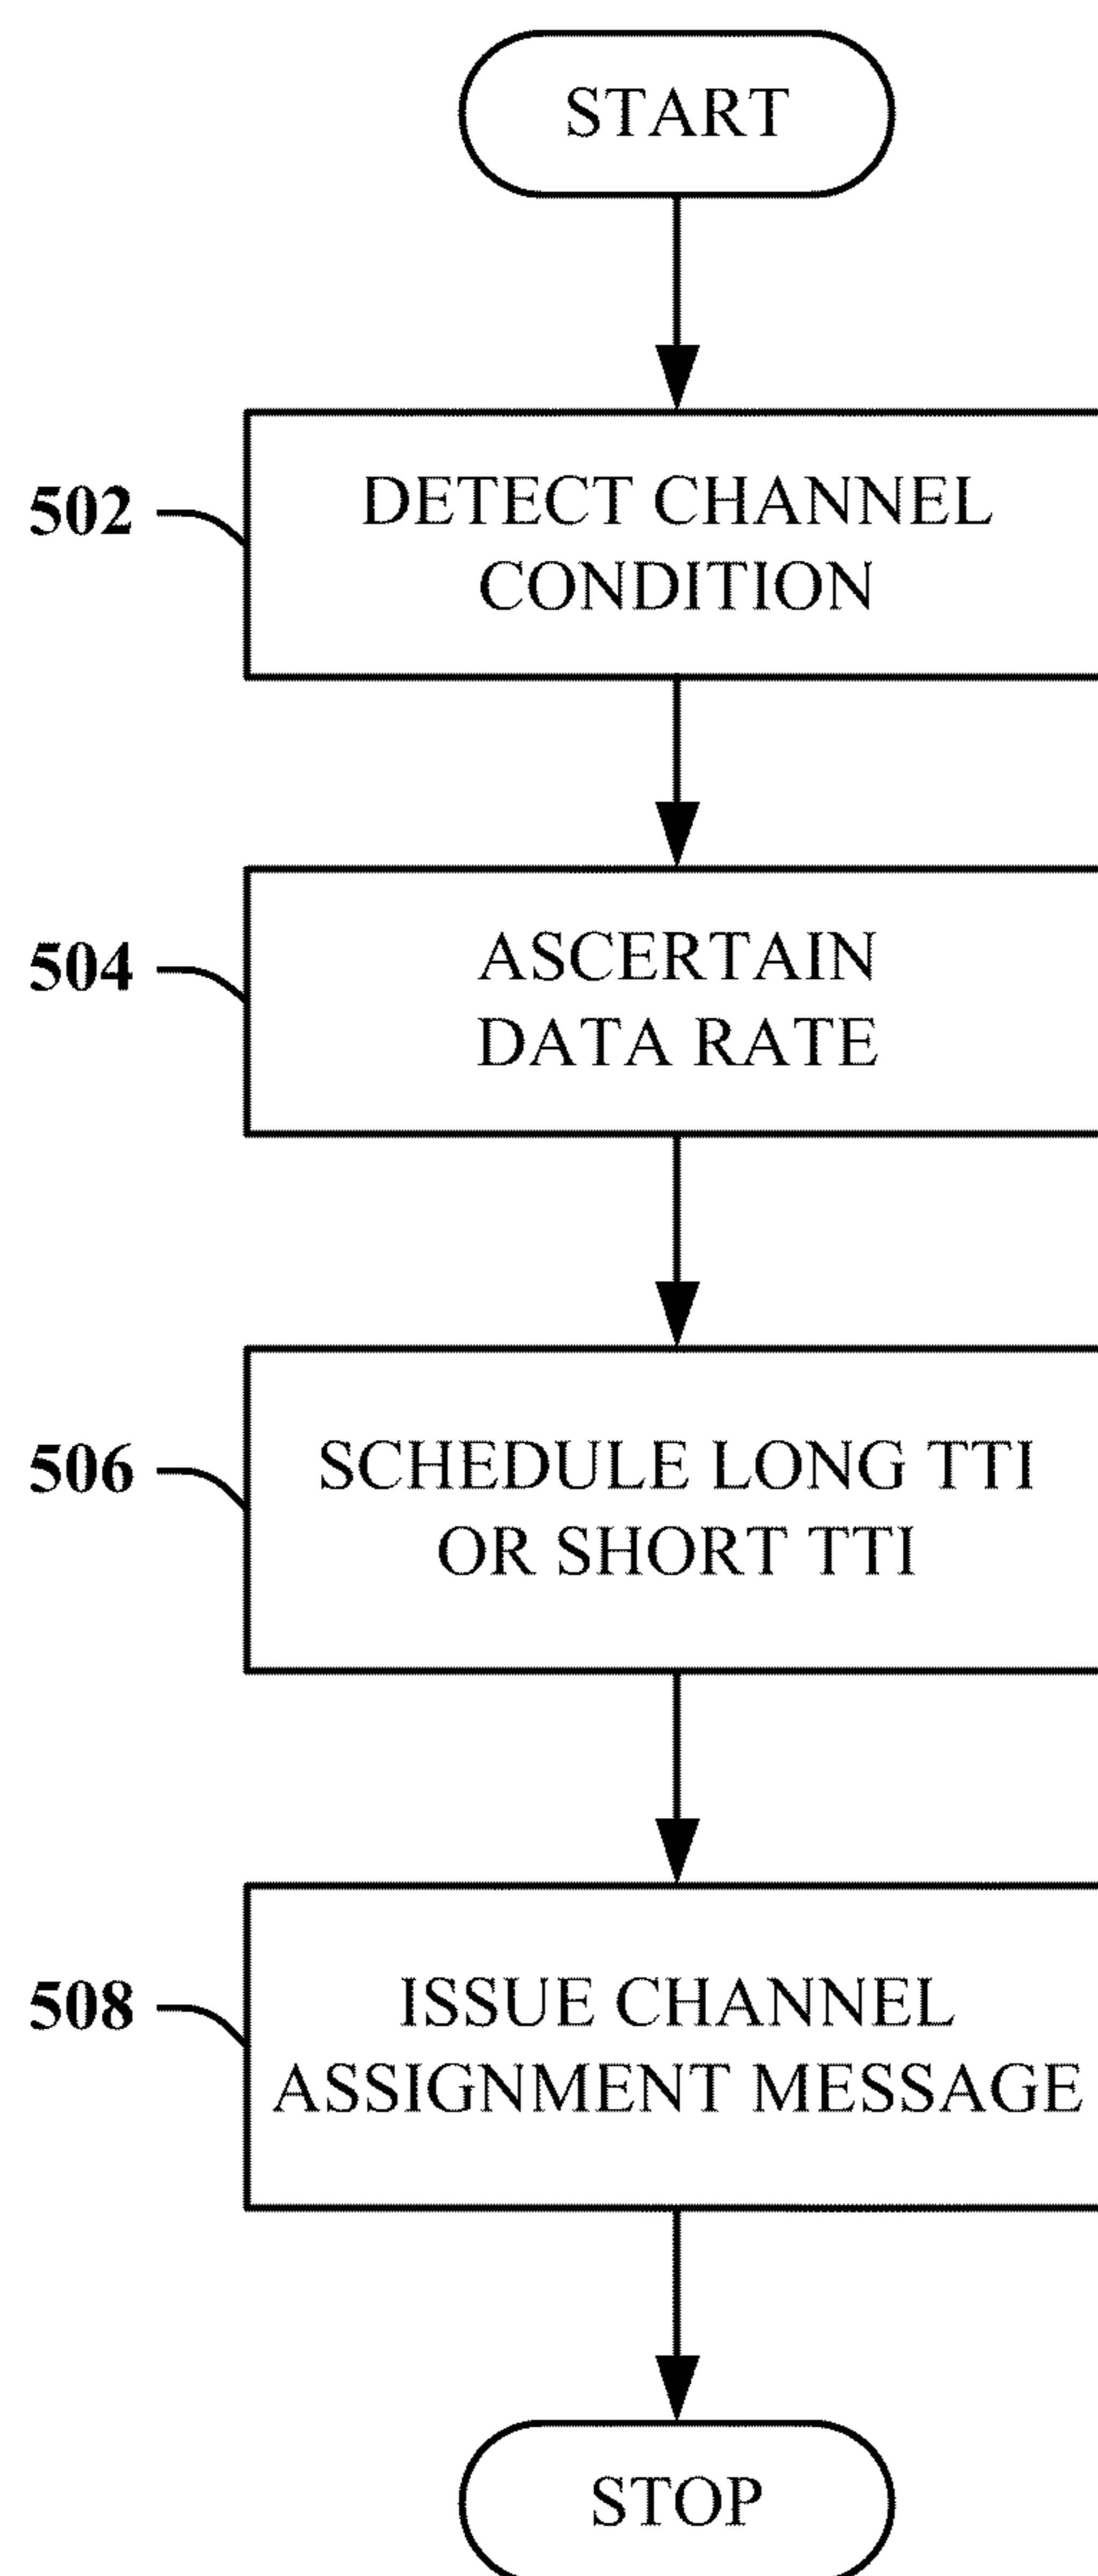 START
502
DETECT CHANNEL
CONDITION
504
ASCERTAIN
DATA RATE
506
SCHEDULE LONG TTI
OR SHORT TTI
508
ISSUE CHANNEL
ASSIGNMENT MESSAGE
STOP